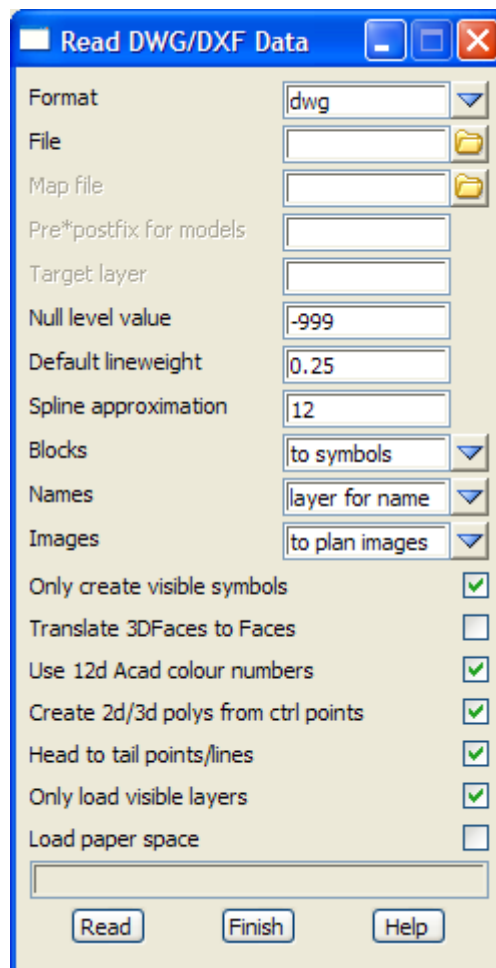 Read DWG/DXF Data
Format dwg
File
Map file
Pre*postfix for models
Target layer
Null level value -999
Default lineweight 0.25
Spline approximation 12
Blocks to symbols
Names layer for name
Images to plan images
Only create visible symbols
Translate 3DFaces to Faces
Use 12d Acad colour numbers
Create 2d/3d polys from ctrl points
Head to tail points/lines
Only load visible layers
Load paper space
Read Finish Help